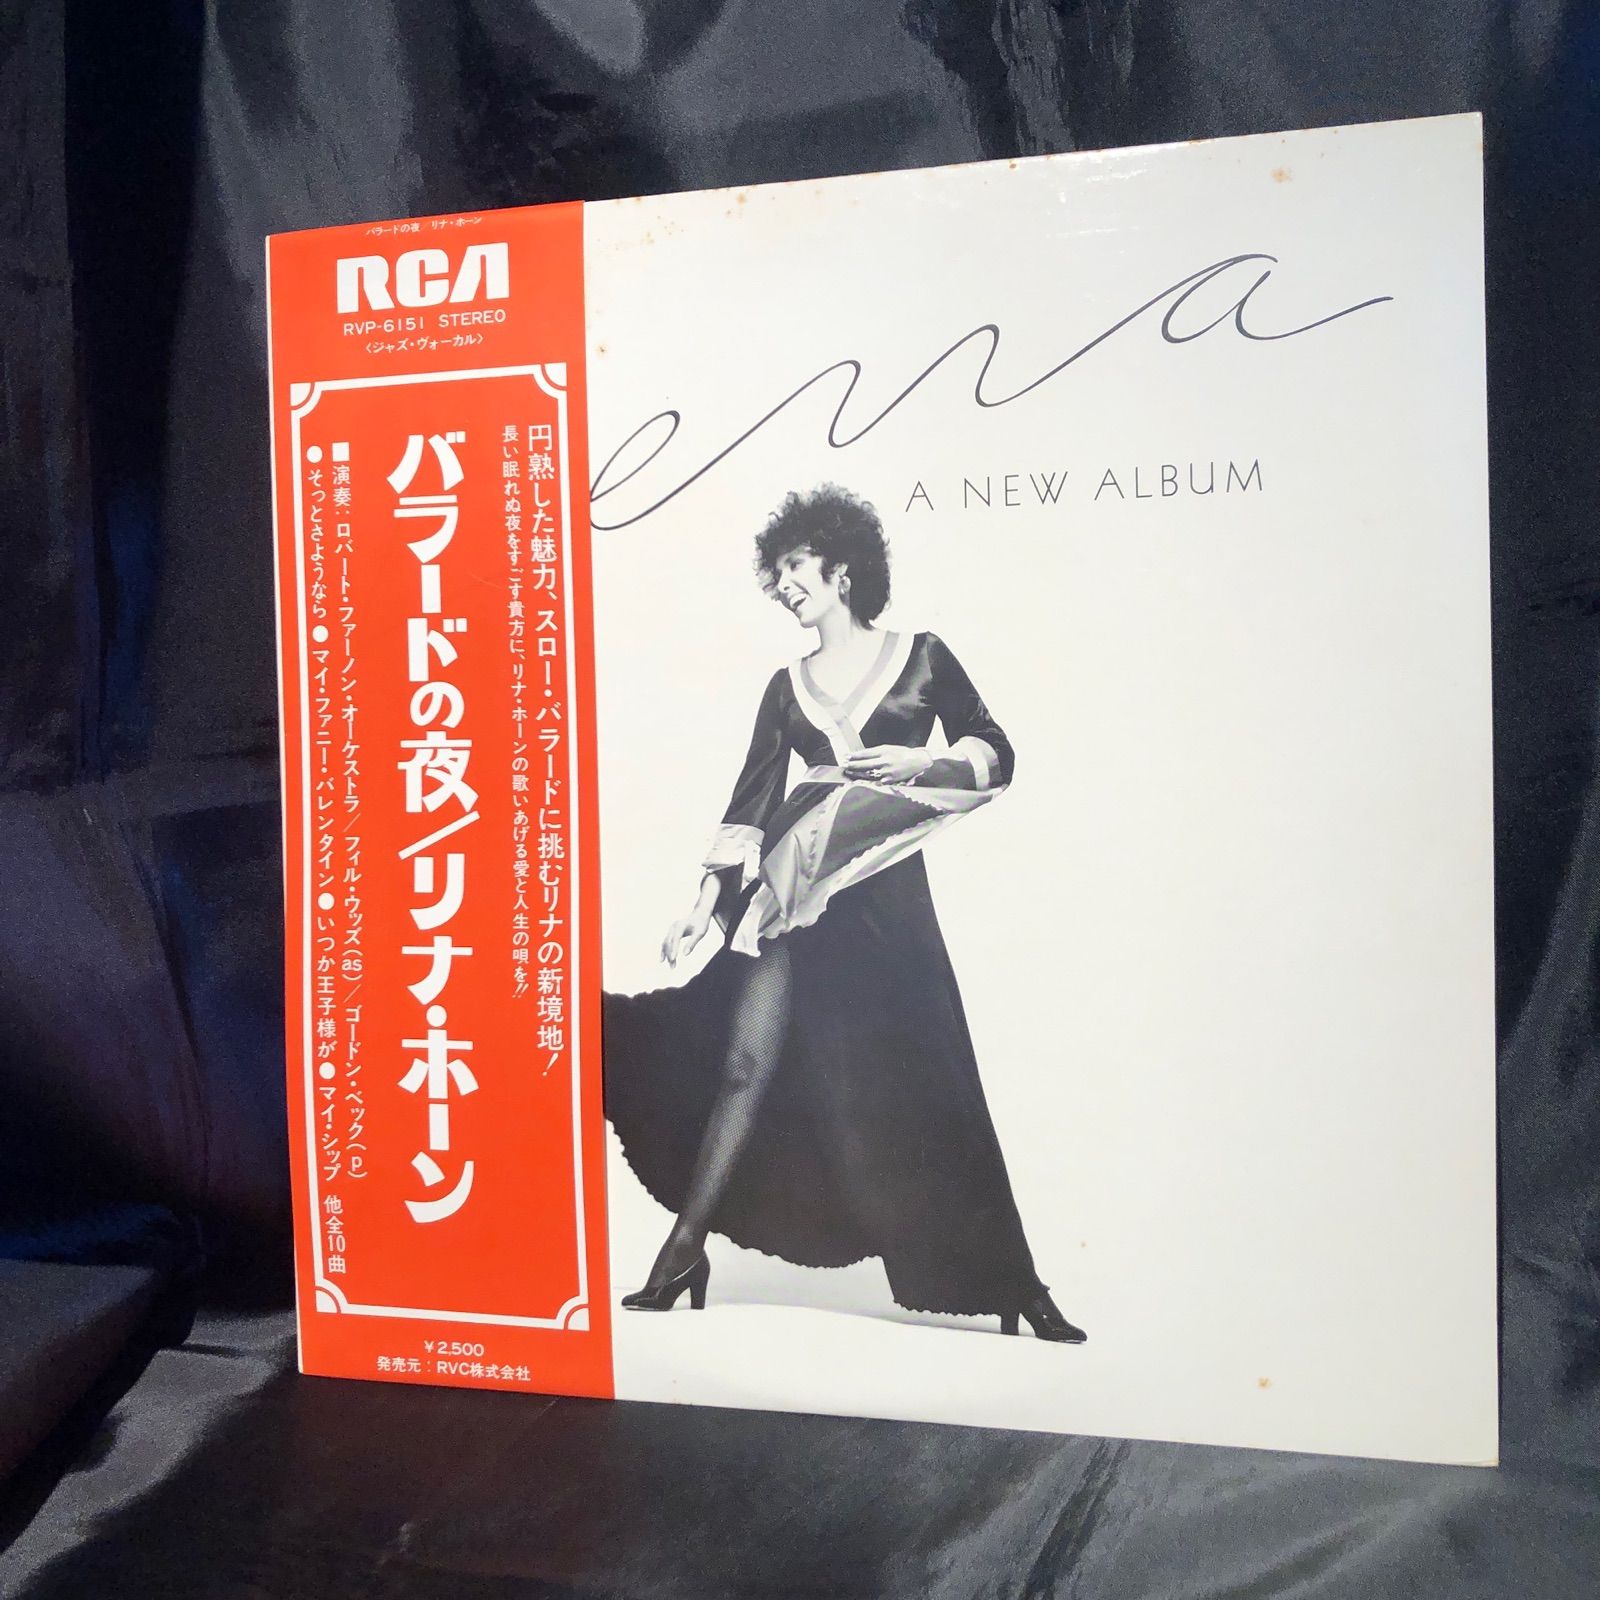 バラードの夜/リナ・ホーン
RCA
RVP-6151 STEREO
〈ジャズ・ヴォーカル〉
円熟した魅力、スロー・バラードに挑むリナの新境地!
長い眠れぬ夜をすごす貴方に、リナ・ホーンの歌いあげる愛と人生の唄を!!
バラードの夜/リナ・ホーン
■演奏:ロバート・ファーノン・オーケストラ/フィル・ウッズ(as)/ゴードン・ベック(p)
●そっとさようなら●マイ・ファニー・バレンタイン●いつか王子様が●マイ・シップ 他全10曲
¥2,500
発売元:RVC株式会社
ena
A NEW ALBUM